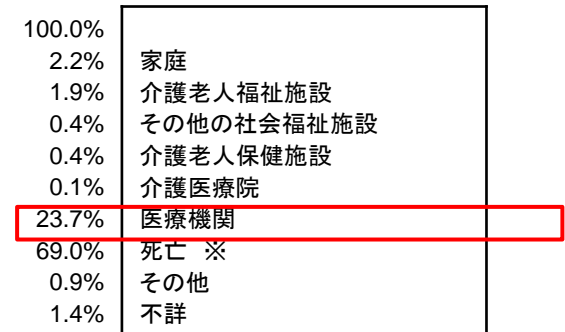 100.0%
2.2% 家庭
1.9% 介護老人福祉施設
0.4% その他の社会福祉施設
0.4% 介護老人保健施設
0.1% 介護医療院
23.7% 医療機関
69.0% 死亡 ※
0.9% その他
1.4% 不詳